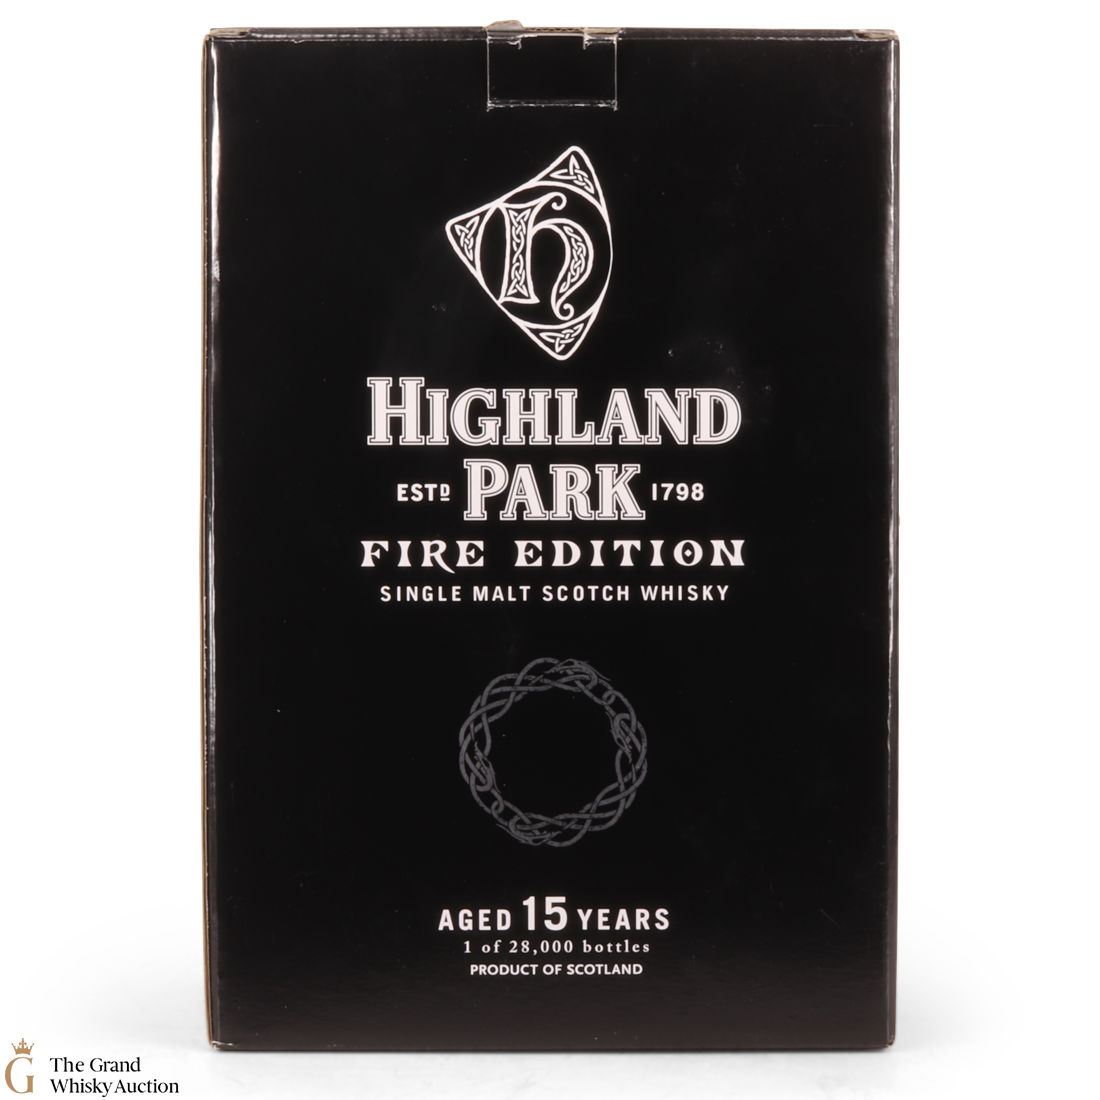 h
HIGHLAND
ESTD PARK 1798
FIRE EDITION
SINGLE MALT SCOTCH WHISKY
AGED 15 YEARS
1 of 28,000 bottles
PRODUCT OF SCOTLAND
G
The Grand
Whisky Auction